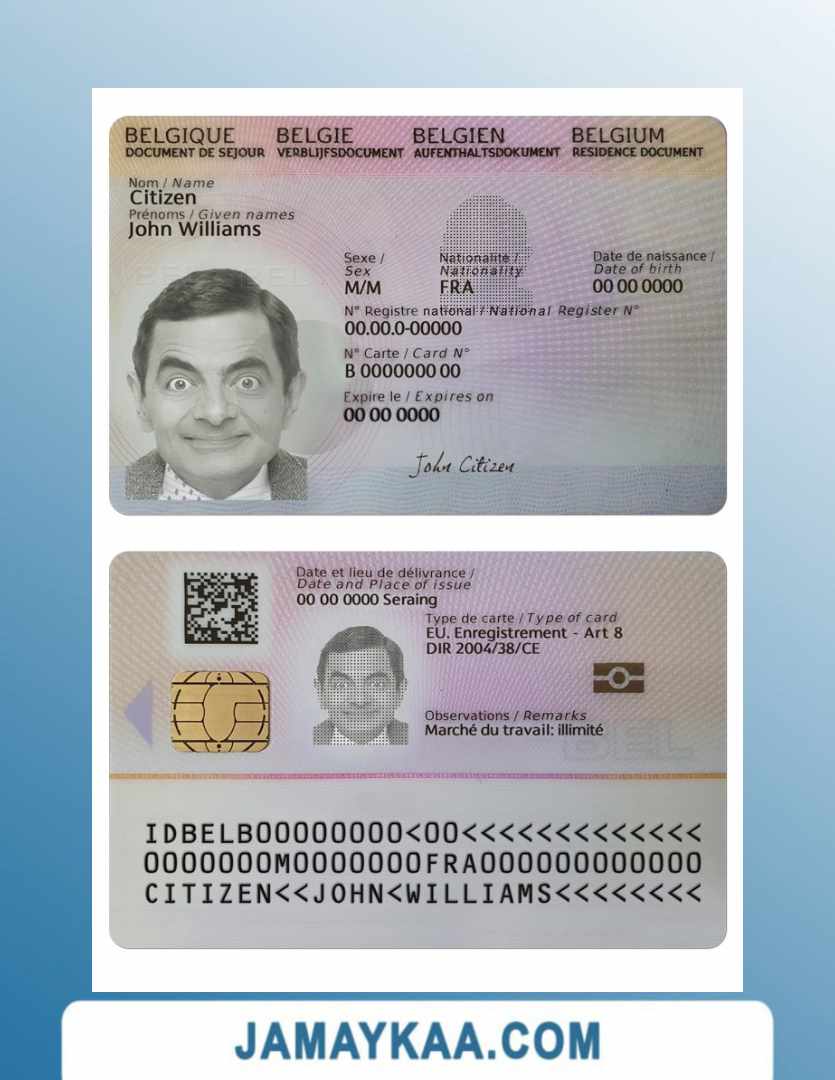 BELGIQUE BELGIE BELGIEN BELGIUM
DOCUMENT DE SEJOUR VERBLIJFSDOCUMENT AUFENTHALTSDOKUMENT RESIDENCE DOCUMENT
Nom / Name
Citizen
Prénoms / Given names
John Williams
Sexe / Nationalité / Date de naissance /
Sex Nationality Date of birth
M/M FRA 00 00 0000
N° Registre national / National Register N°
00.00.0-00000
N° Carte / Card N°
B 0000000 00
Expire le / Expires on
00 00 0000
John Citizen
Date et lieu de délivrance /
Date and Place of issue
00 00 0000 Seraing
Type de carte / Type of card
EU. Enregistrement - Art 8
DIR 2004/38/CE
Observations / Remarks
Marché du travail: illimité
BEL
IDBELB00000000<00<<<<<<<<<<<<<
0000000M0000000FRA000000000000
CITIZEN<<JOHN<WILLIAMS<<<<<<<<
JAMAYKAA.COM